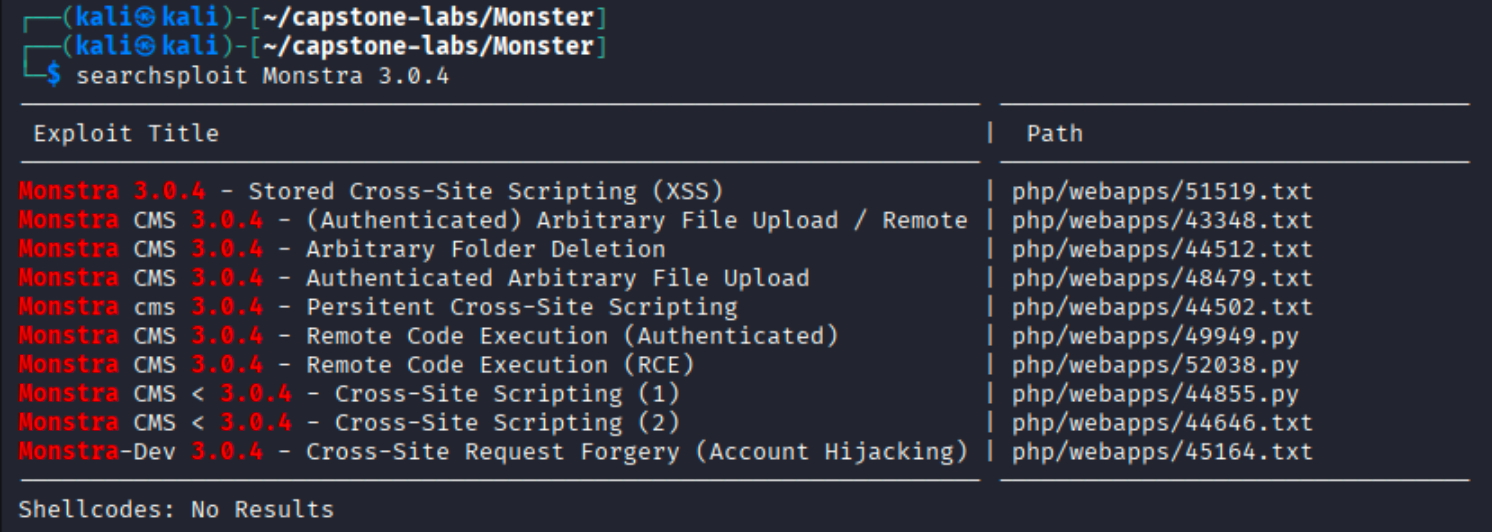 ┌──(kali㉿kali)-[~/capstone-labs/Monster]
┌──(kali㉿kali)-[~/capstone-labs/Monster]
└─$ searchsploit Monstra 3.0.4
Exploit Title | Path
Monstra 3.0.4 - Stored Cross-Site Scripting (XSS) | php/webapps/51519.txt
Monstra CMS 3.0.4 - (Authenticated) Arbitrary File Upload / Remote | php/webapps/43348.txt
Monstra CMS 3.0.4 - Arbitrary Folder Deletion | php/webapps/44512.txt
Monstra CMS 3.0.4 - Authenticated Arbitrary File Upload | php/webapps/48479.txt
Monstra cms 3.0.4 - Persitent Cross-Site Scripting | php/webapps/44502.txt
Monstra CMS 3.0.4 - Remote Code Execution (Authenticated) | php/webapps/49949.py
Monstra CMS 3.0.4 - Remote Code Execution (RCE) | php/webapps/52038.py
Monstra CMS < 3.0.4 - Cross-Site Scripting (1) | php/webapps/44855.py
Monstra CMS < 3.0.4 - Cross-Site Scripting (2) | php/webapps/44646.txt
Monstra-Dev 3.0.4 - Cross-Site Request Forgery (Account Hijacking) | php/webapps/45164.txt
Shellcodes: No Results